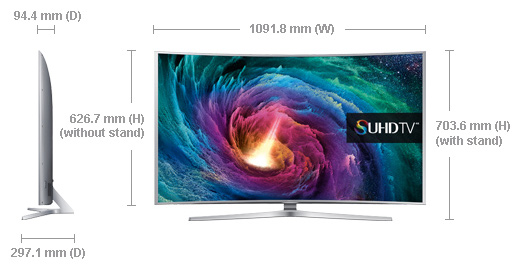 94.4 mm (D)
1091.8 mm (W)
626.7 mm (H)
(without stand)
SUHDTV™
703.6 mm (H)
(with stand)
297.1 mm (D)